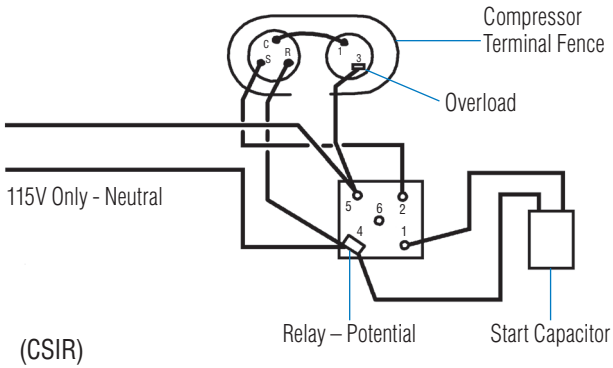 Compressor
Terminal Fence
C
R
S
1
3
Overload
115V Only - Neutral
5
6
2
4
1
Relay – Potential
Start Capacitor
(CSIR)